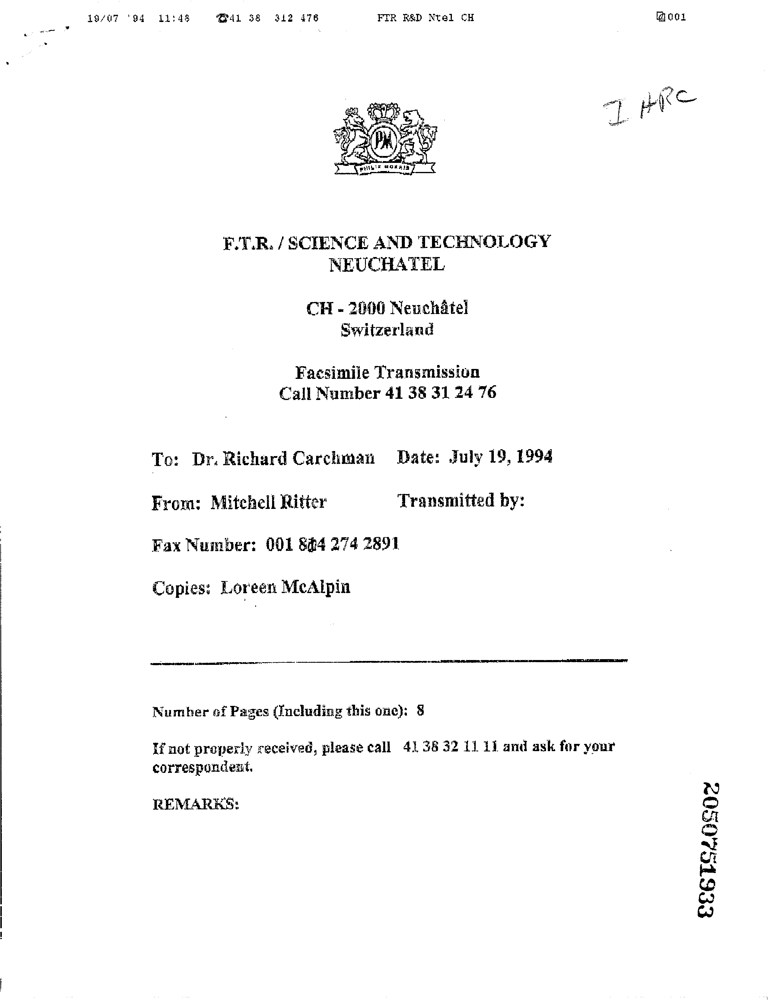 19/07 '94 11:48 ☎41 38 312 476 FTR R&D Ntel CH 001
I HRC
PM
PHILIP MORRIS
F.T.R. / SCIENCE AND TECHNOLOGY
NEUCHATEL
CH - 2000 Neuchâtel
Switzerland
Facsimile Transmission
Call Number 41 38 31 24 76
To: Dr. Richard Carchman Date: July 19, 1994
From: Mitchell Ritter Transmitted by:
Fax Number: 001 804 274 2891
Copies: Loreen McAlpin
Number of Pages (Including this one): 8
If not properly received, please call 41 38 32 11 11 and ask for your
correspondent.
REMARKS:
2050751933